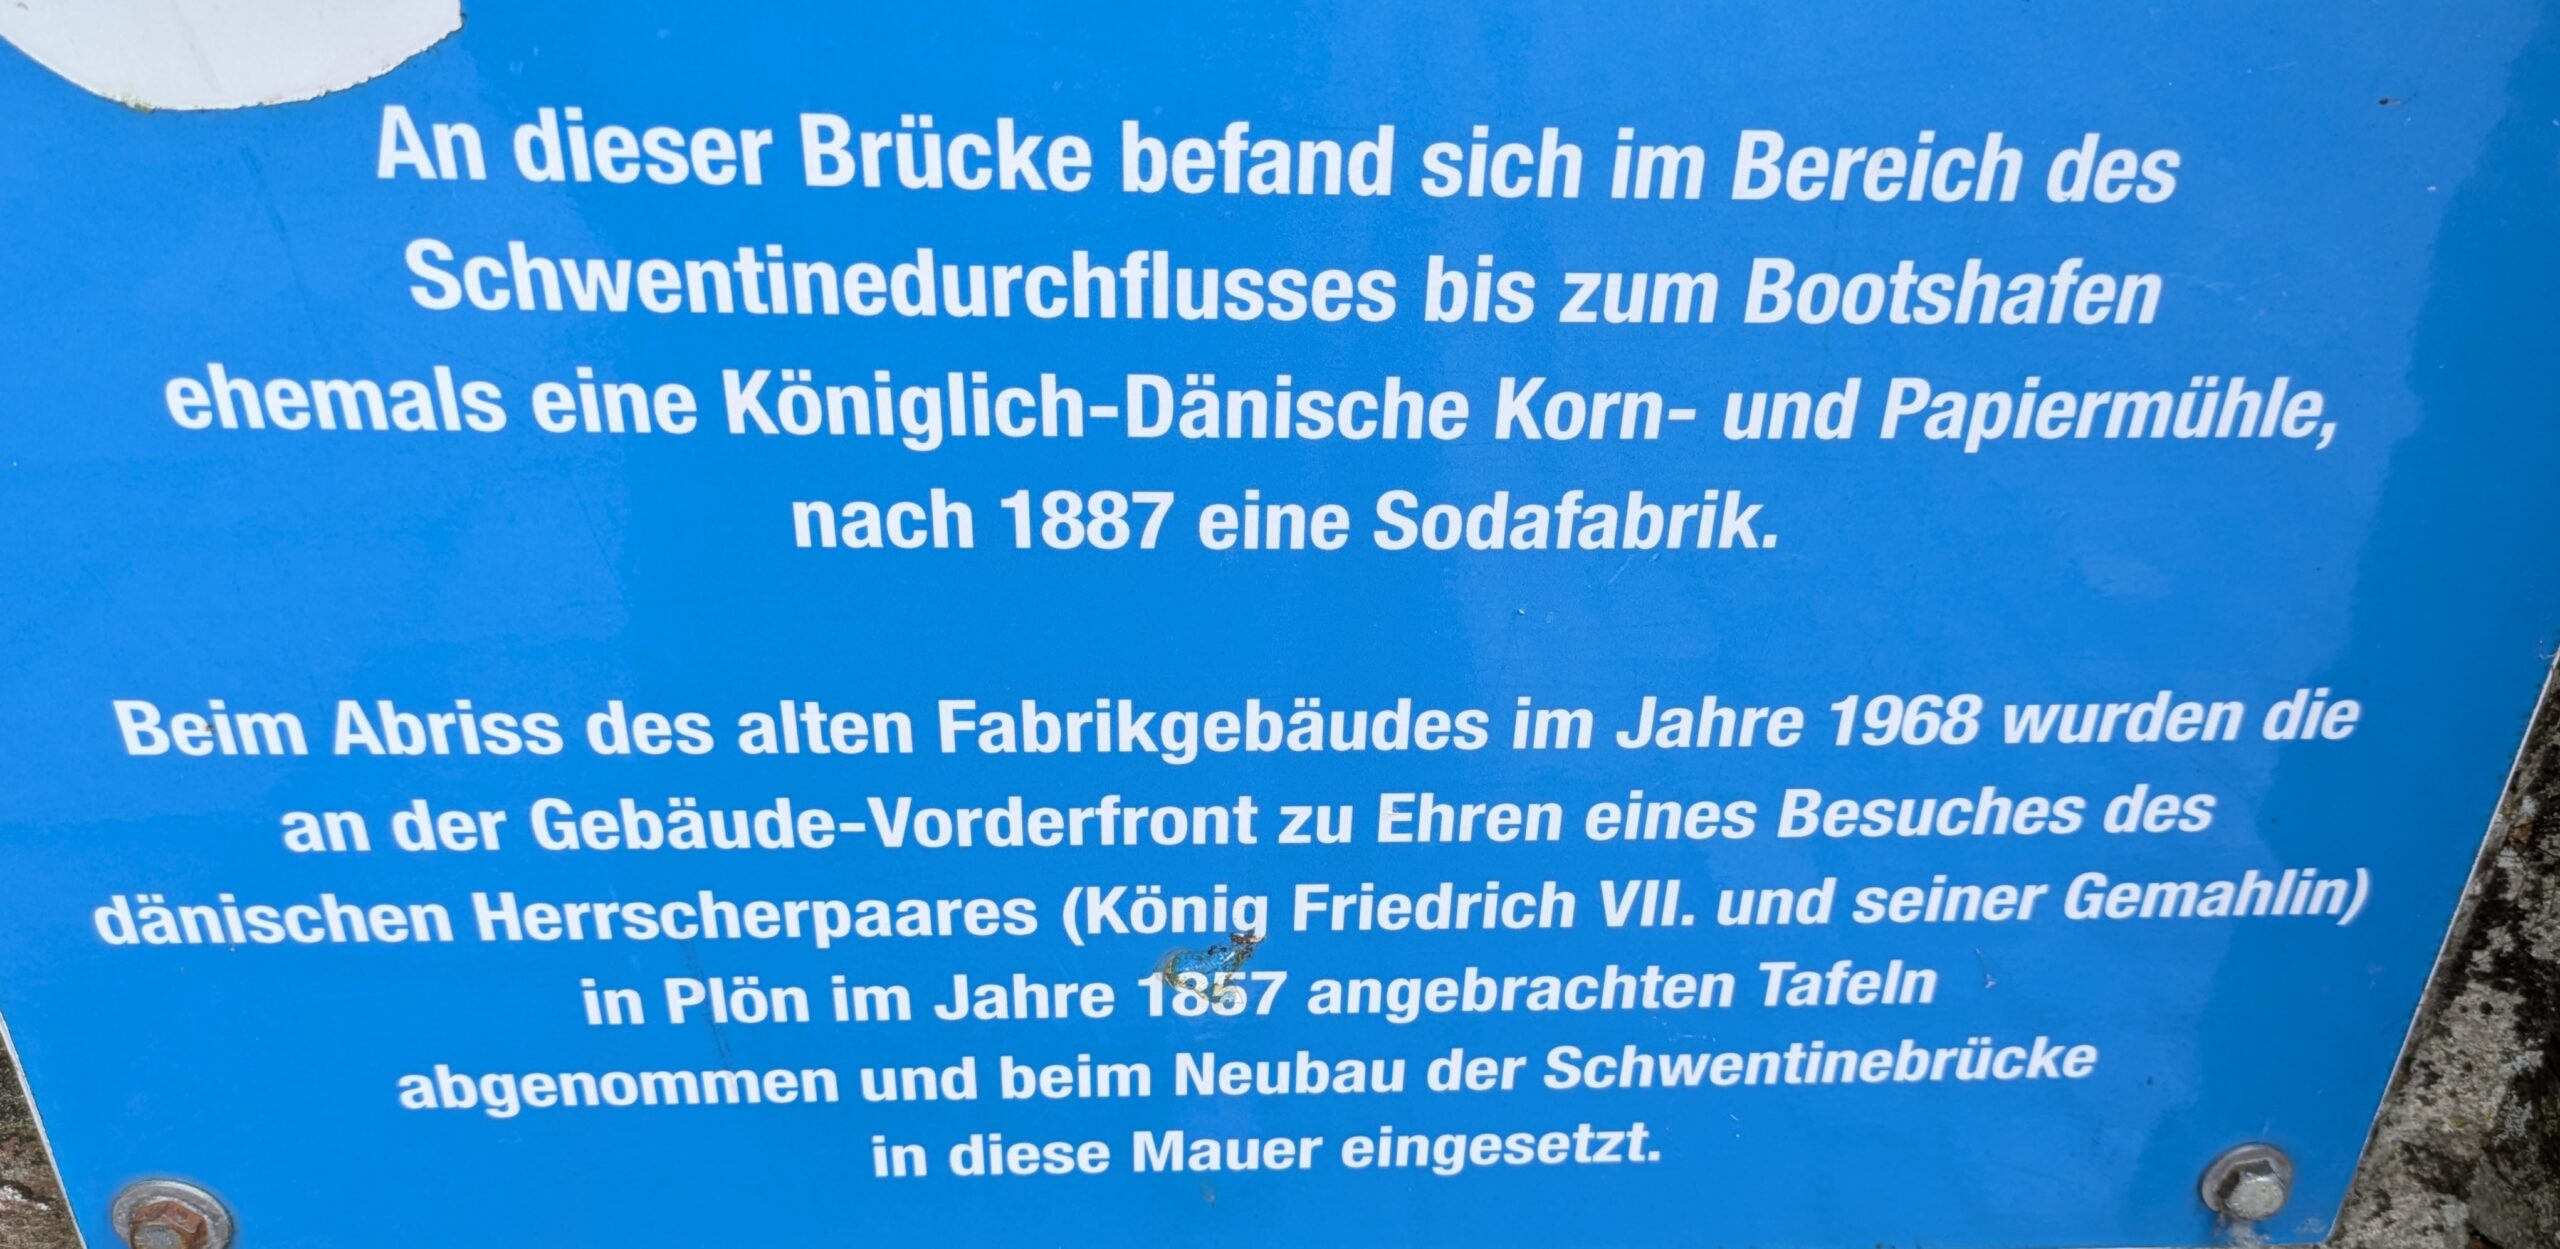 An dieser Brücke befand sich im Bereich des
Schwentinedurchflusses bis zum Bootshafen
ehemals eine Königlich-Dänische Korn- und Papiermühle,
nach 1887 eine Sodafabrik.
Beim Abriss des alten Fabrikgebäudes im Jahre 1968 wurden die
an der Gebäude-Vorderfront zu Ehren eines Besuches des
dänischen Herrscherpaares (König Friedrich VII. und seiner Gemahlin)
in Plön im Jahre 1857 angebrachten Tafeln
abgenommen und beim Neubau der Schwentinebrücke
in diese Mauer eingesetzt.